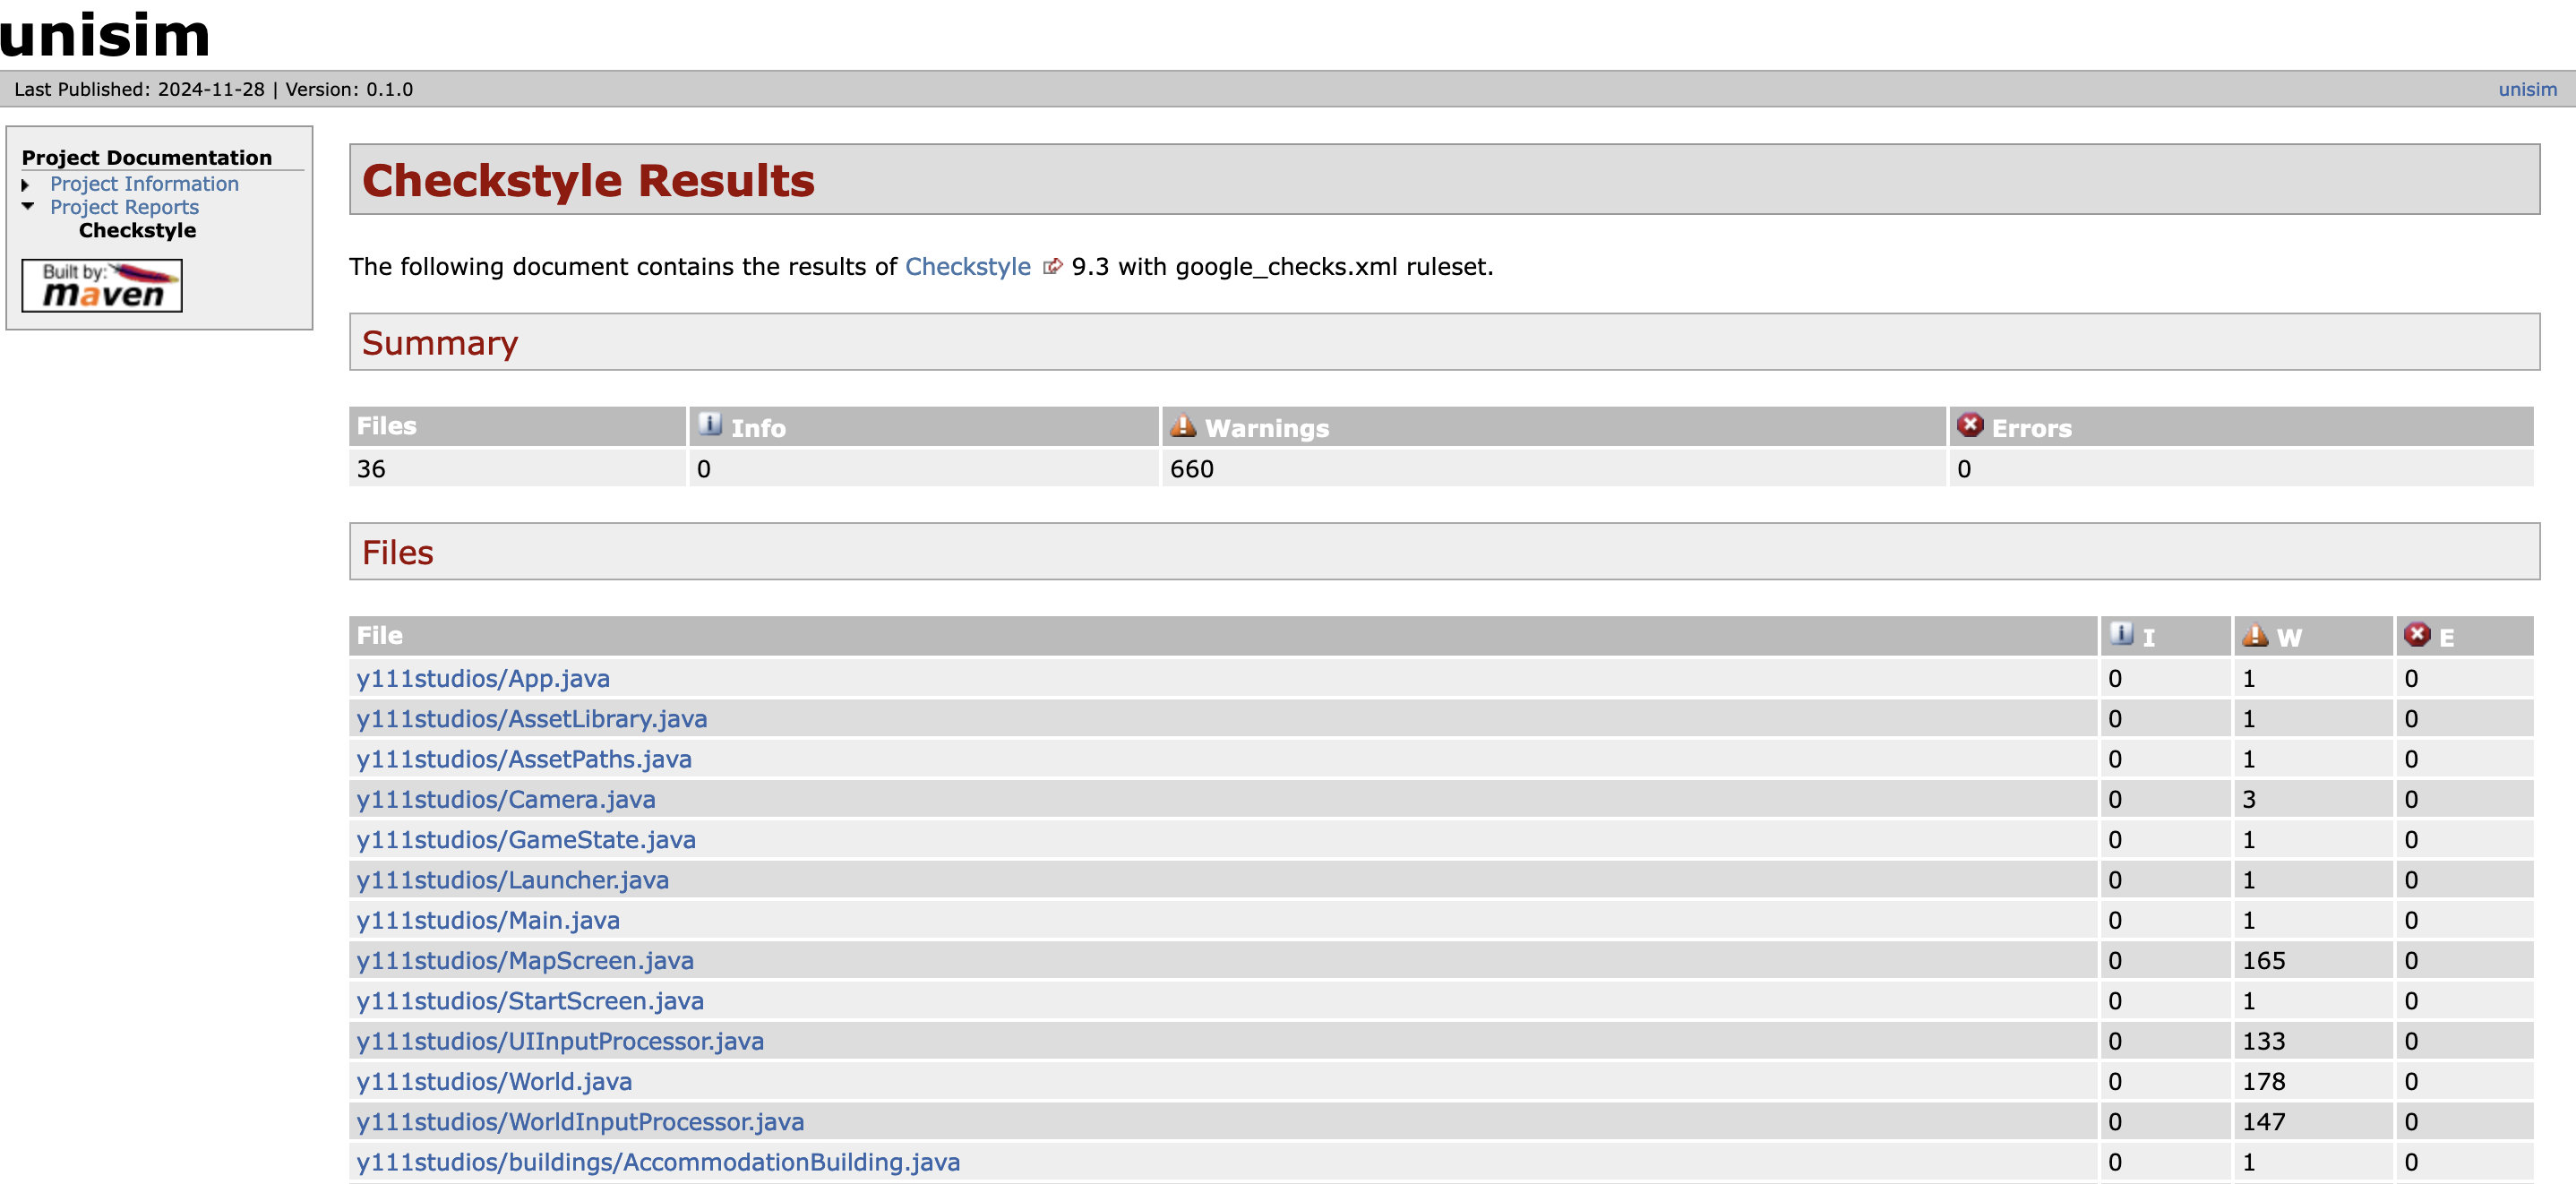 unisim
Last Published: 2024-11-28 | Version: 0.1.0
unisim
Project Documentation
Project Information
Project Reports
Checkstyle
Built by:
maven
Checkstyle Results
The following document contains the results of Checkstyle 9.3 with google_checks.xml ruleset.
Summary
Files Info Warnings Errors
36 0 660 0
Files
File I W E
y111studios/App.java 0 1 0
y111studios/AssetLibrary.java 0 1 0
y111studios/AssetPaths.java 0 1 0
y111studios/Camera.java 0 3 0
y111studios/GameState.java 0 1 0
y111studios/Launcher.java 0 1 0
y111studios/Main.java 0 1 0
y111studios/MapScreen.java 0 165 0
y111studios/StartScreen.java 0 1 0
y111studios/UIInputProcessor.java 0 133 0
y111studios/World.java 0 178 0
y111studios/WorldInputProcessor.java 0 147 0
y111studios/buildings/AccommodationBuilding.java 0 1 0